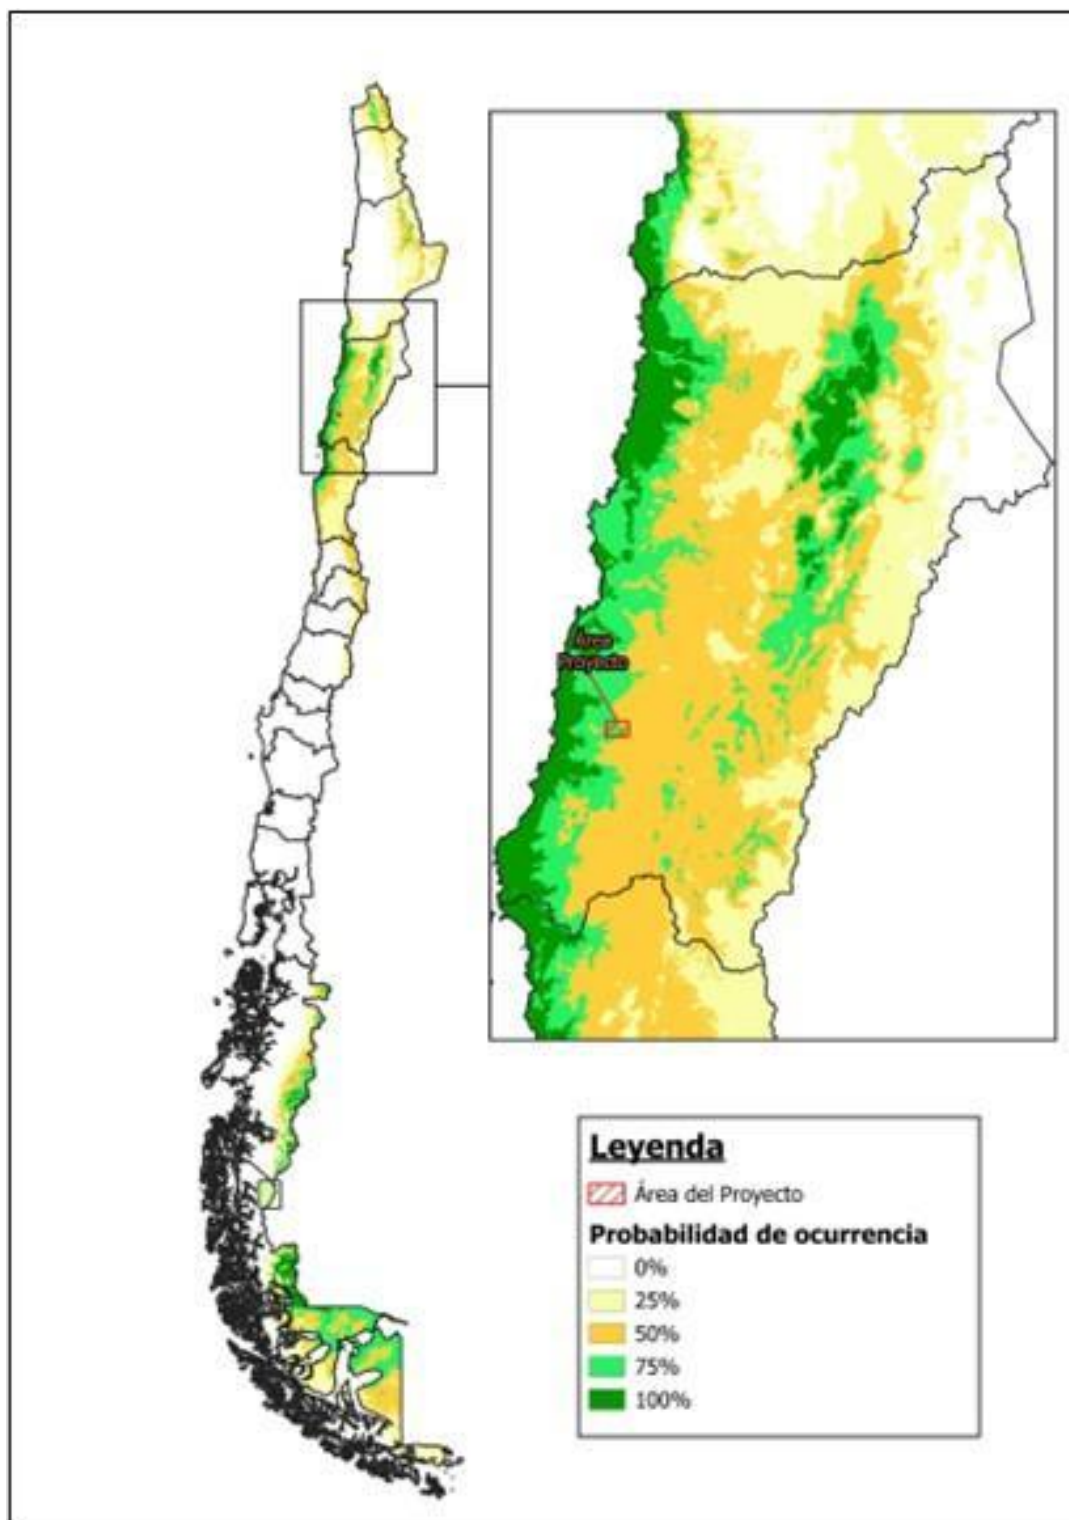 Área
Proyecto
Leyenda
Área del Proyecto
Probabilidad de ocurrencia
0%
25%
50%
75%
100%